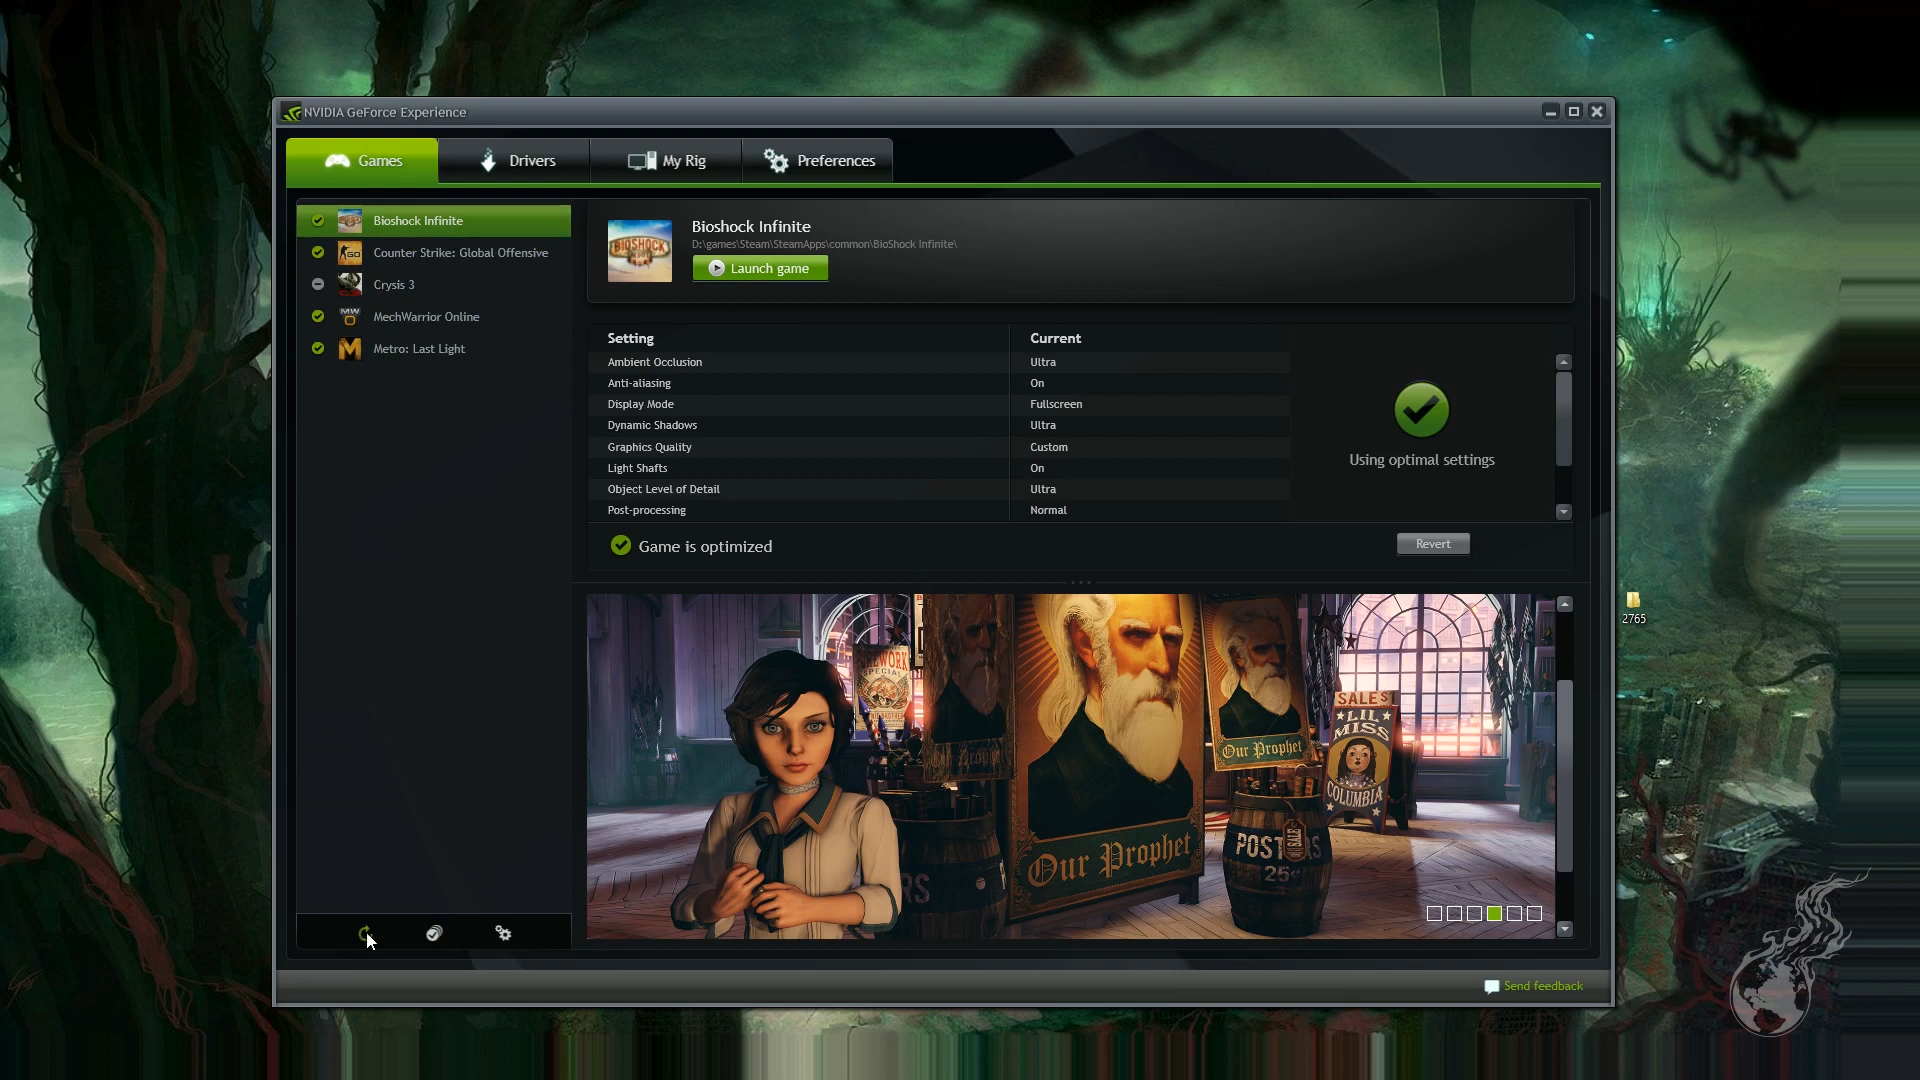 NVIDIA GeForce Experience
Games
Drivers
My Rig
Preferences
Bioshock Infinite
Counter Strike: Global Offensive
Crysis 3
MechWarrior Online
Metro: Last Light
BIOSHOCK
Bioshock Infinite
D:\games\Steam\SteamApps\common\BioShock Infinite\
Launch game
Setting Current
Ambient Occlusion Ultra
Anti-aliasing On
Display Mode Fullscreen
Dynamic Shadows Ultra
Graphics Quality Custom
Light Shafts On
Object Level of Detail Ultra
Post-processing Normal
Using optimal settings
Game is optimized
Revert
2765
SPECIAL
Our Prophet
Our Prophet
SALES
LIL
MISS
COLUMBIA
SALE
25¢
Send feedback